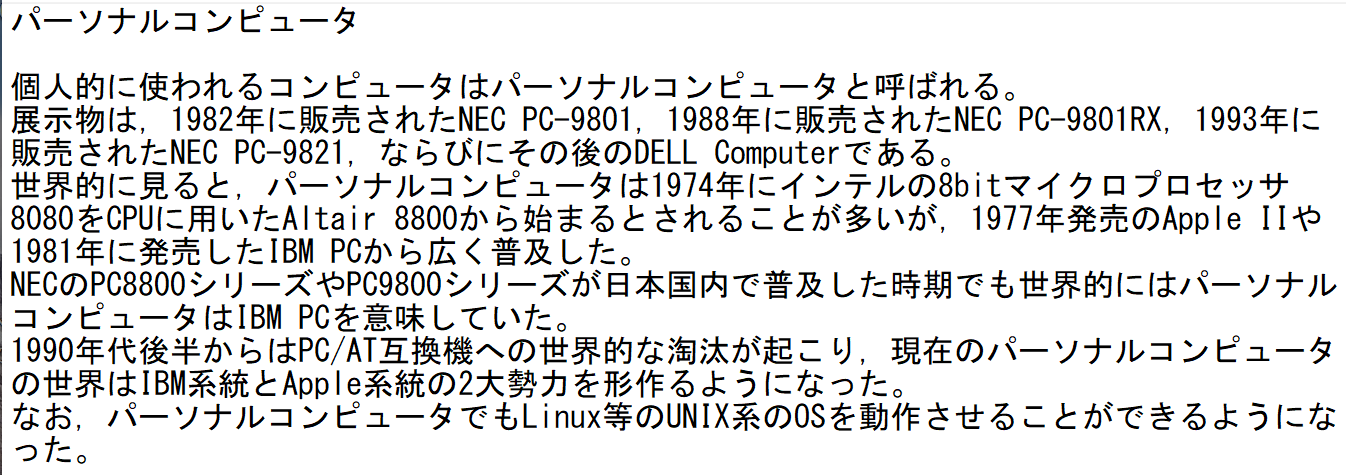 パーソナルコンピュータ
個人的に使われるコンピュータはパーソナルコンピュータと呼ばれる。
展示物は，1982年に販売されたNEC PC-9801，1988年に販売されたNEC PC-9801RX，1993年に
販売されたNEC PC-9821，ならびにその後のDELL Computerである。
世界的に見ると，パーソナルコンピュータは1974年にインテルの8bitマイクロプロセッサ
8080をCPUに用いたAltair 8800から始まるとされることが多いが，1977年発売のApple IIや
1981年に発売したIBM PCから広く普及した。
NECのPC8800シリーズやPC9800シリーズが日本国内で普及した時期でも世界的にはパーソナル
コンピュータはIBM PCを意味していた。
1990年代後半からはPC/AT互換機への世界的な淘汰が起こり，現在のパーソナルコンピュータ
の世界はIBM系統とApple系統の2大勢力を形作るようになった。
なお，パーソナルコンピュータでもLinux等のUNIX系のOSを動作させることができるようにな
った。